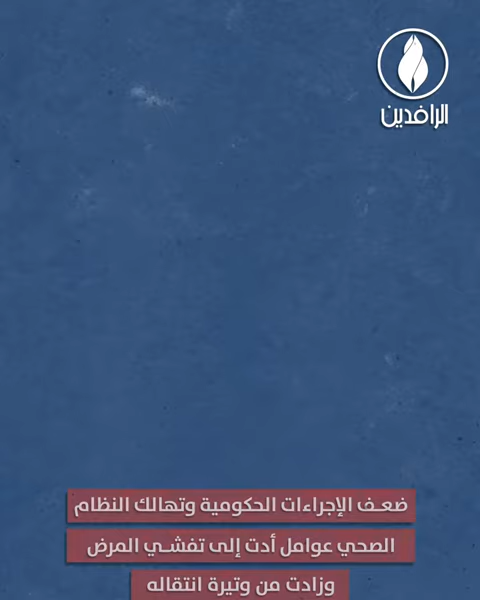 الرافدين
ضعف الإجراءات الحكومية وتهالك النظام
الصحي عوامل أدت إلى تفشي المرض
وزادت من وتيرة انتقاله